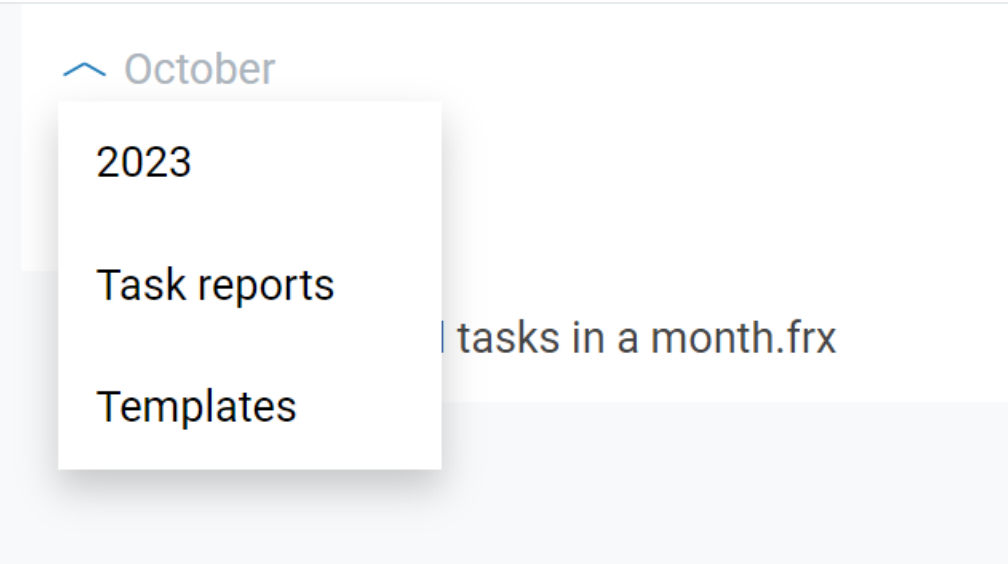 October
2023
Task reports
tasks in a month.frx
Templates